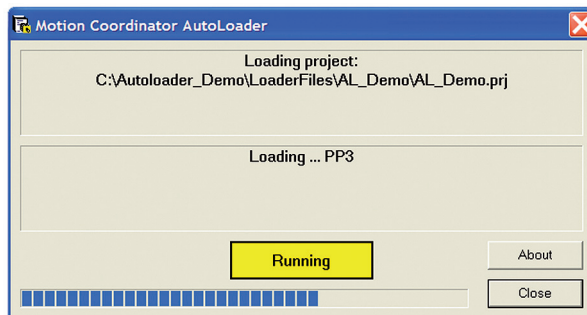 Motion Coordinator AutoLoader
Loading project:
C:\Autoloader_Demo\LoaderFiles\AL_Demo\AL_Demo.prj
Loading ... PP3
Running
About
Close